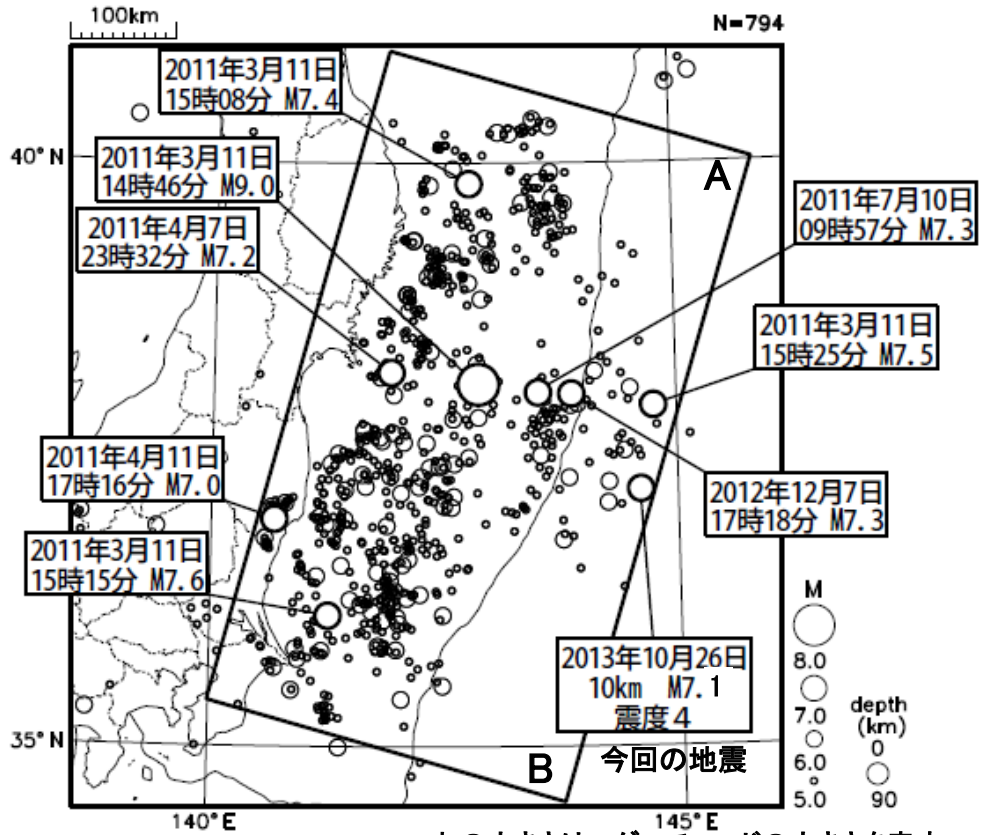 100km
N=794
2011年3月11日
15時08分 M7.4
40°N
2011年3月11日
14時46分 M9.0
A
2011年7月10日
09時57分 M7.3
2011年4月7日
23時32分 M7.2
2011年3月11日
15時25分 M7.5
2011年4月11日
17時16分 M7.0
2012年12月7日
17時18分 M7.3
2011年3月11日
15時15分 M7.6
2013年10月26日
10km M7.1
震度4
今回の地震
35°N
B
M
8.0
7.0
6.0
5.0
depth
(km)
0
90
140°E
145°E